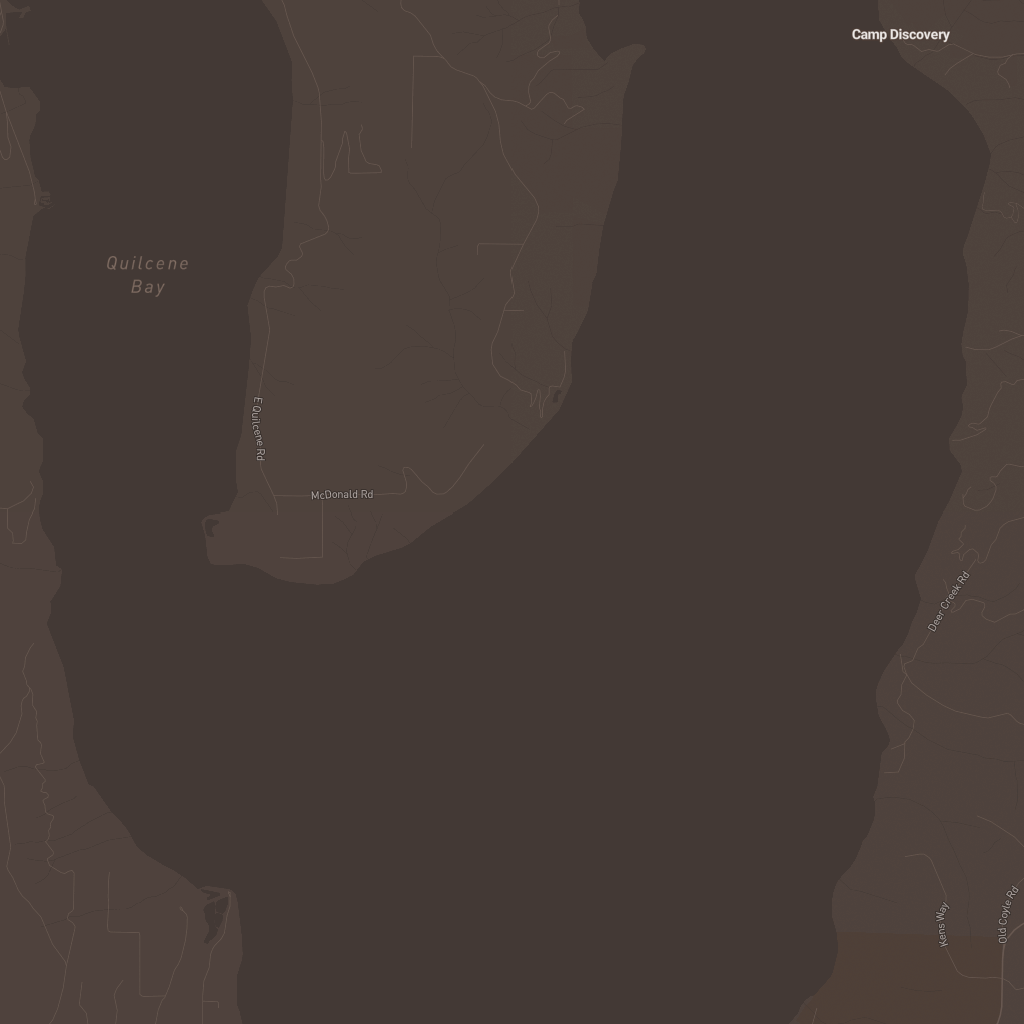 Camp Discovery
Quilcene
Bay
E Quilcene Rd
McDonald Rd
Deer Creek Rd
Kens Way
Old Coyle Rd